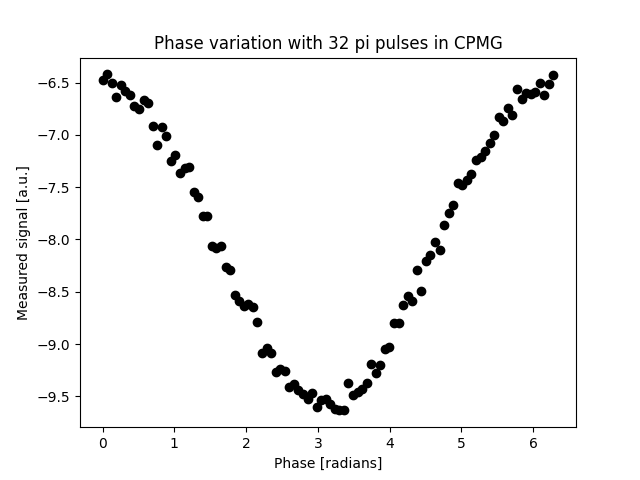 Phase variation with 32 pi pulses in CPMG
Measured signal [a.u.]
−6.5
−7.0
−7.5
−8.0
−8.5
−9.0
−9.5
0 1 2 3 4 5 6
Phase [radians]